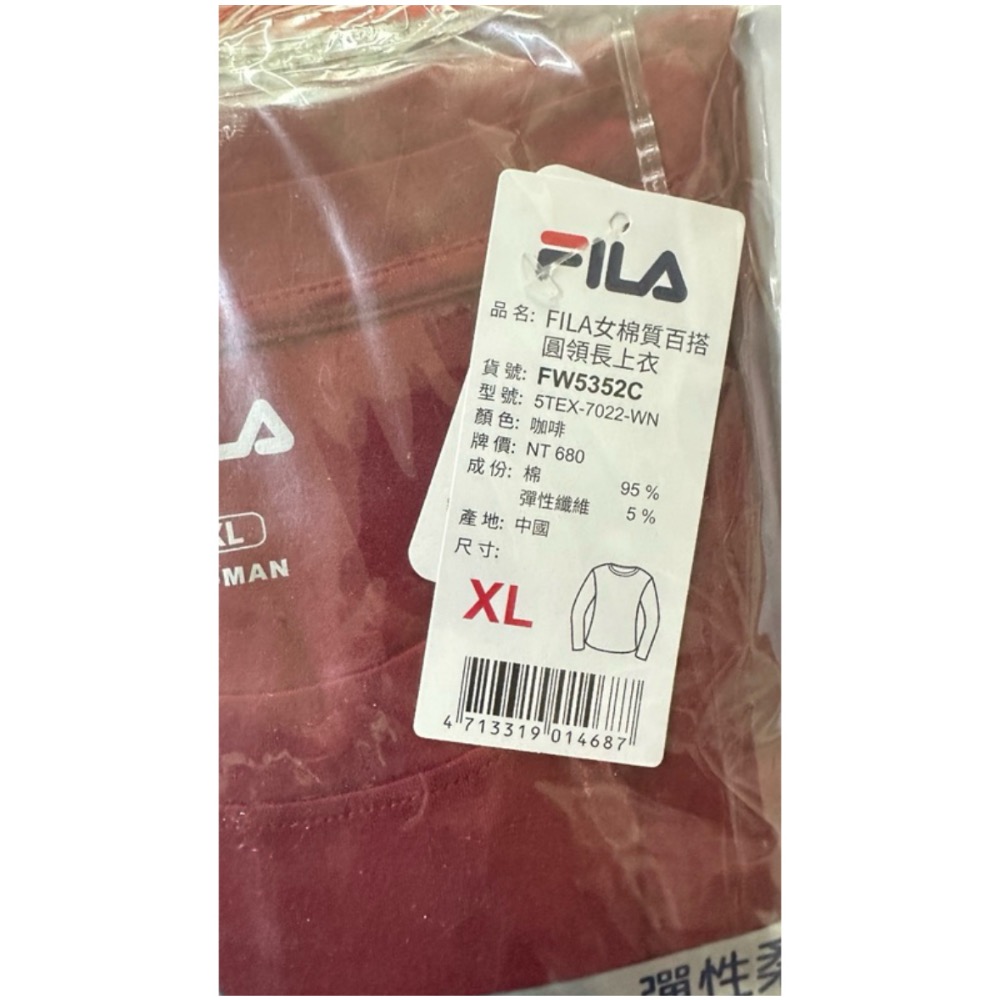 FILA
品名: FILA女棉質百搭
圓領長上衣
貨號: FW5352C
型號: 5TEX-7022-WN
顏色: 咖啡
牌價: NT 680
成份: 棉 95 %
彈性纖維 5 %
產地: 中國
尺寸:
XL
4 713319 014687
LA
XL
MAN
彈性柔